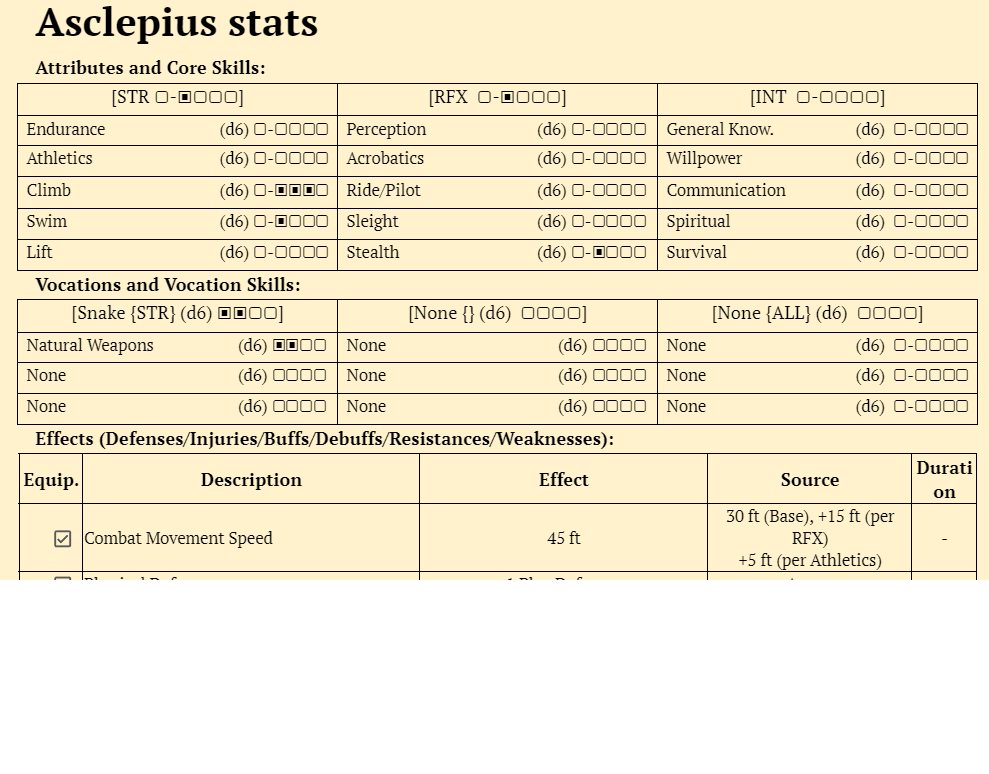 Asclepius stats
Attributes and Core Skills:
[STR ▢-▣▢▢▢] [RFX ▢-▣▢▢▢] [INT ▢-▢▢▢▢]
Endurance (d6) ▢-▢▢▢▢ Perception (d6) ▢-▢▢▢▢ General Know. (d6) ▢-▢▢▢▢
Athletics (d6) ▢-▢▢▢▢ Acrobatics (d6) ▢-▢▢▢▢ Willpower (d6) ▢-▢▢▢▢
Climb (d6) ▢-▣▣▣▢ Ride/Pilot (d6) ▢-▢▢▢▢ Communication (d6) ▢-▢▢▢▢
Swim (d6) ▢-▣▢▢▢ Sleight (d6) ▢-▢▢▢▢ Spiritual (d6) ▢-▢▢▢▢
Lift (d6) ▢-▢▢▢▢ Stealth (d6) ▢-▣▢▢▢ Survival (d6) ▢-▢▢▢▢
Vocations and Vocation Skills:
[Snake {STR} (d6) ▣▣▢▢] [None {} (d6) ▢▢▢▢] [None {ALL} (d6) ▢▢▢▢]
Natural Weapons (d6) ▣▣▢▢ None (d6) ▢▢▢▢ None (d6) ▢-▢▢▢▢
None (d6) ▢▢▢▢ None (d6) ▢▢▢▢ None (d6) ▢-▢▢▢▢
None (d6) ▢▢▢▢ None (d6) ▢▢▢▢ None (d6) ▢-▢▢▢▢
Effects (Defenses/Injuries/Buffs/Debuffs/Resistances/Weaknesses):
Equip. Description Effect Source Durati
on
Combat Movement Speed 45 ft 30 ft (Base), +15 ft (per
RFX)
+5 ft (per Athletics) -